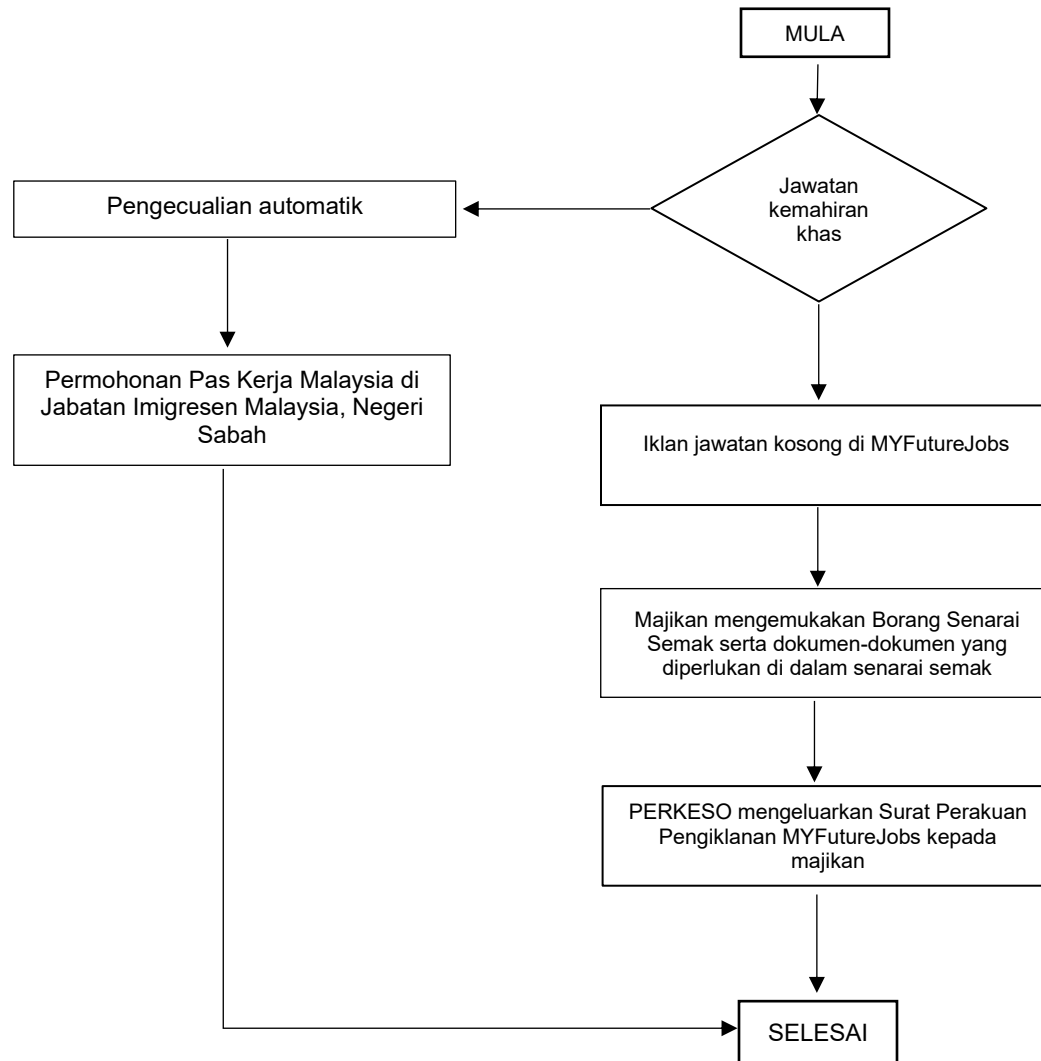 MULA
Jawatan
kemahiran
khas
Pengecualian automatik
Permohonan Pas Kerja Malaysia di
Jabatan Imigresen Malaysia, Negeri
Sabah
Iklan jawatan kosong di MYFutureJobs
Majikan mengemukakan Borang Senarai
Semak serta dokumen-dokumen yang
diperlukan di dalam senarai semak
PERKESO mengeluarkan Surat Perakuan
Pengiklanan MYFutureJobs kepada
majikan
SELESAI